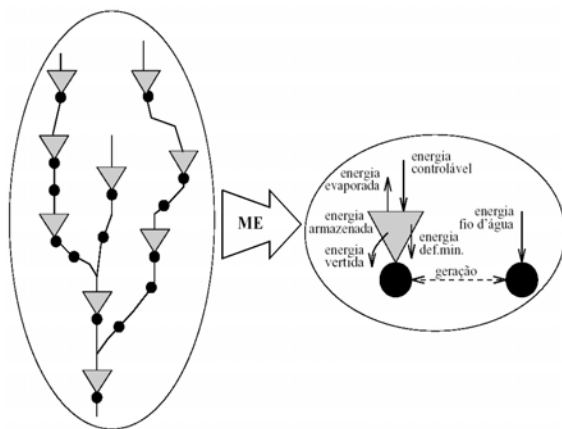 ME
energia
evaporada
energia
controlável
energia
armazenada
energia
vertida
energia
def.min.
geração
energia
fio d'água